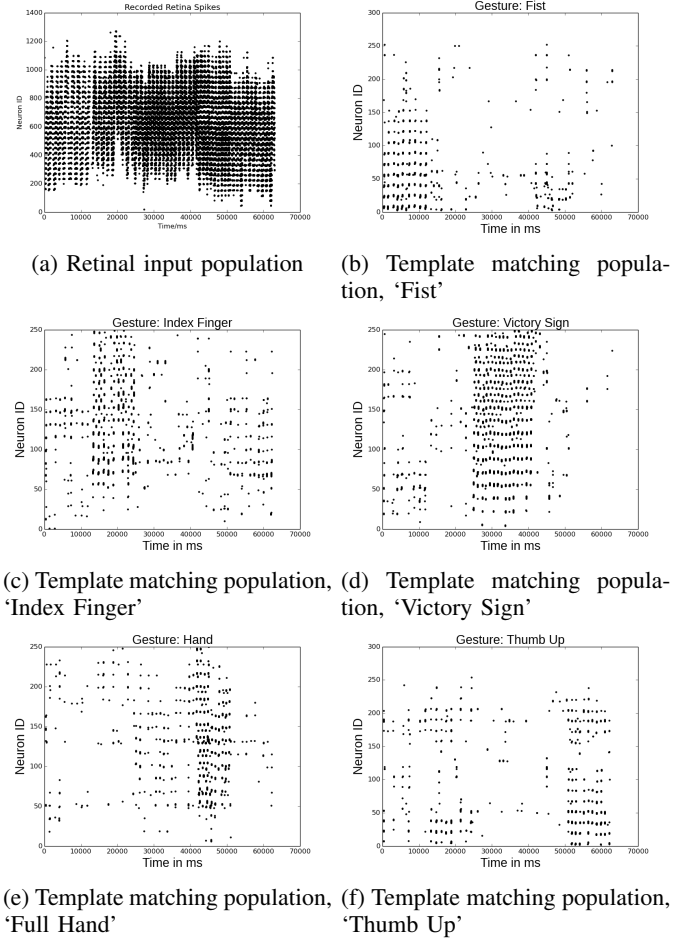 Recorded Retina Spikes
Neuron ID
1400
1200
1000
800
600
400
200
0
0 10000 20000 30000 40000 50000 60000 70000
Time/ms
(a) Retinal input population
Gesture: Fist
Neuron ID
300
250
200
150
100
50
0
0 10000 20000 30000 40000 50000 60000 70000
Time in ms
(b) Template matching popula-
tion, ‘Fist’
Gesture: Index Finger
Neuron ID
250
200
150
100
50
0
0 10000 20000 30000 40000 50000 60000 70000
Time in ms
(c) Template matching population,
‘Index Finger’
Gesture: Victory Sign
Neuron ID
250
200
150
100
50
0
0 10000 20000 30000 40000 50000 60000 70000
Time in ms
(d) Template matching popula-
tion, ‘Victory Sign’
Gesture: Hand
Neuron ID
250
200
150
100
50
0
0 10000 20000 30000 40000 50000 60000 70000
Time in ms
(e) Template matching population,
‘Full Hand’
Gesture: Thumb Up
Neuron ID
300
250
200
150
100
50
0
0 10000 20000 30000 40000 50000 60000 70000
Time in ms
(f) Template matching population,
‘Thumb Up’